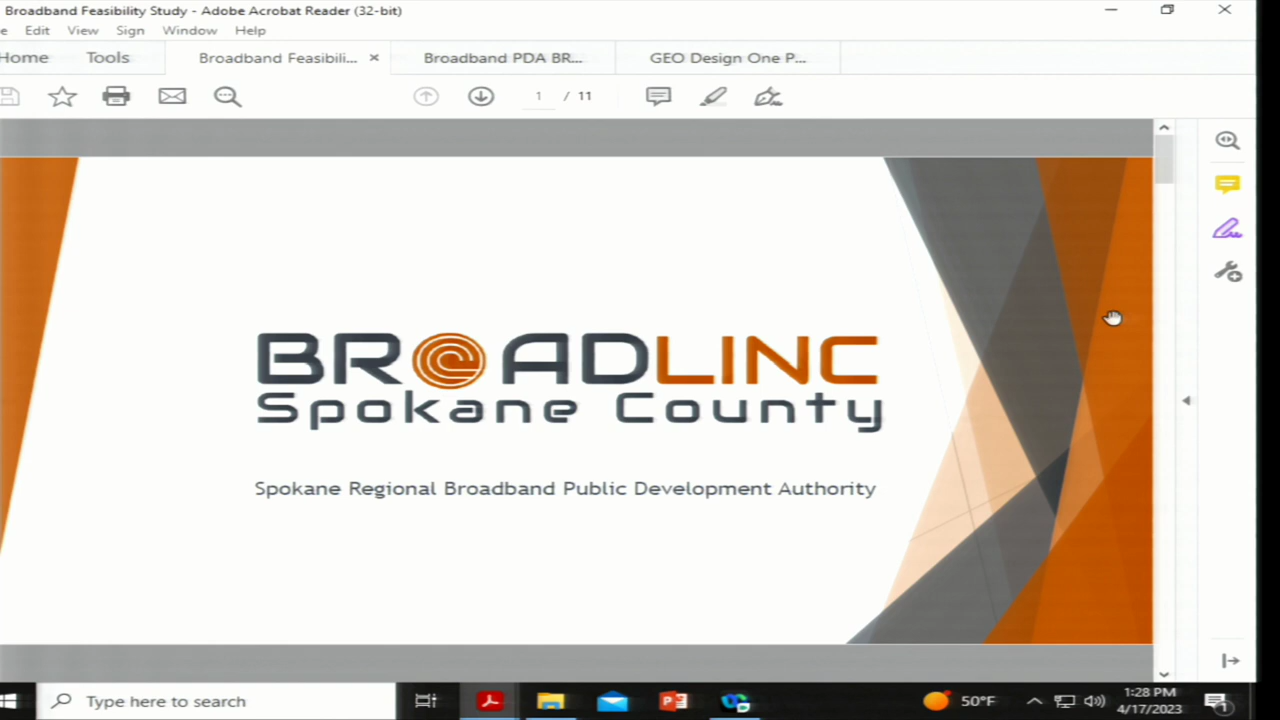 Broadband Feasibility Study - Adobe Acrobat Reader (32-bit)
e Edit View Sign Window Help
Home Tools Broadband Feasibili... × Broadband PDA BR... GEO Design One P...
1 / 11
BROADLINC
Spokane County
Spokane Regional Broadband Public Development Authority
Type here to search
50°F
1:28 PM
4/17/2023
1